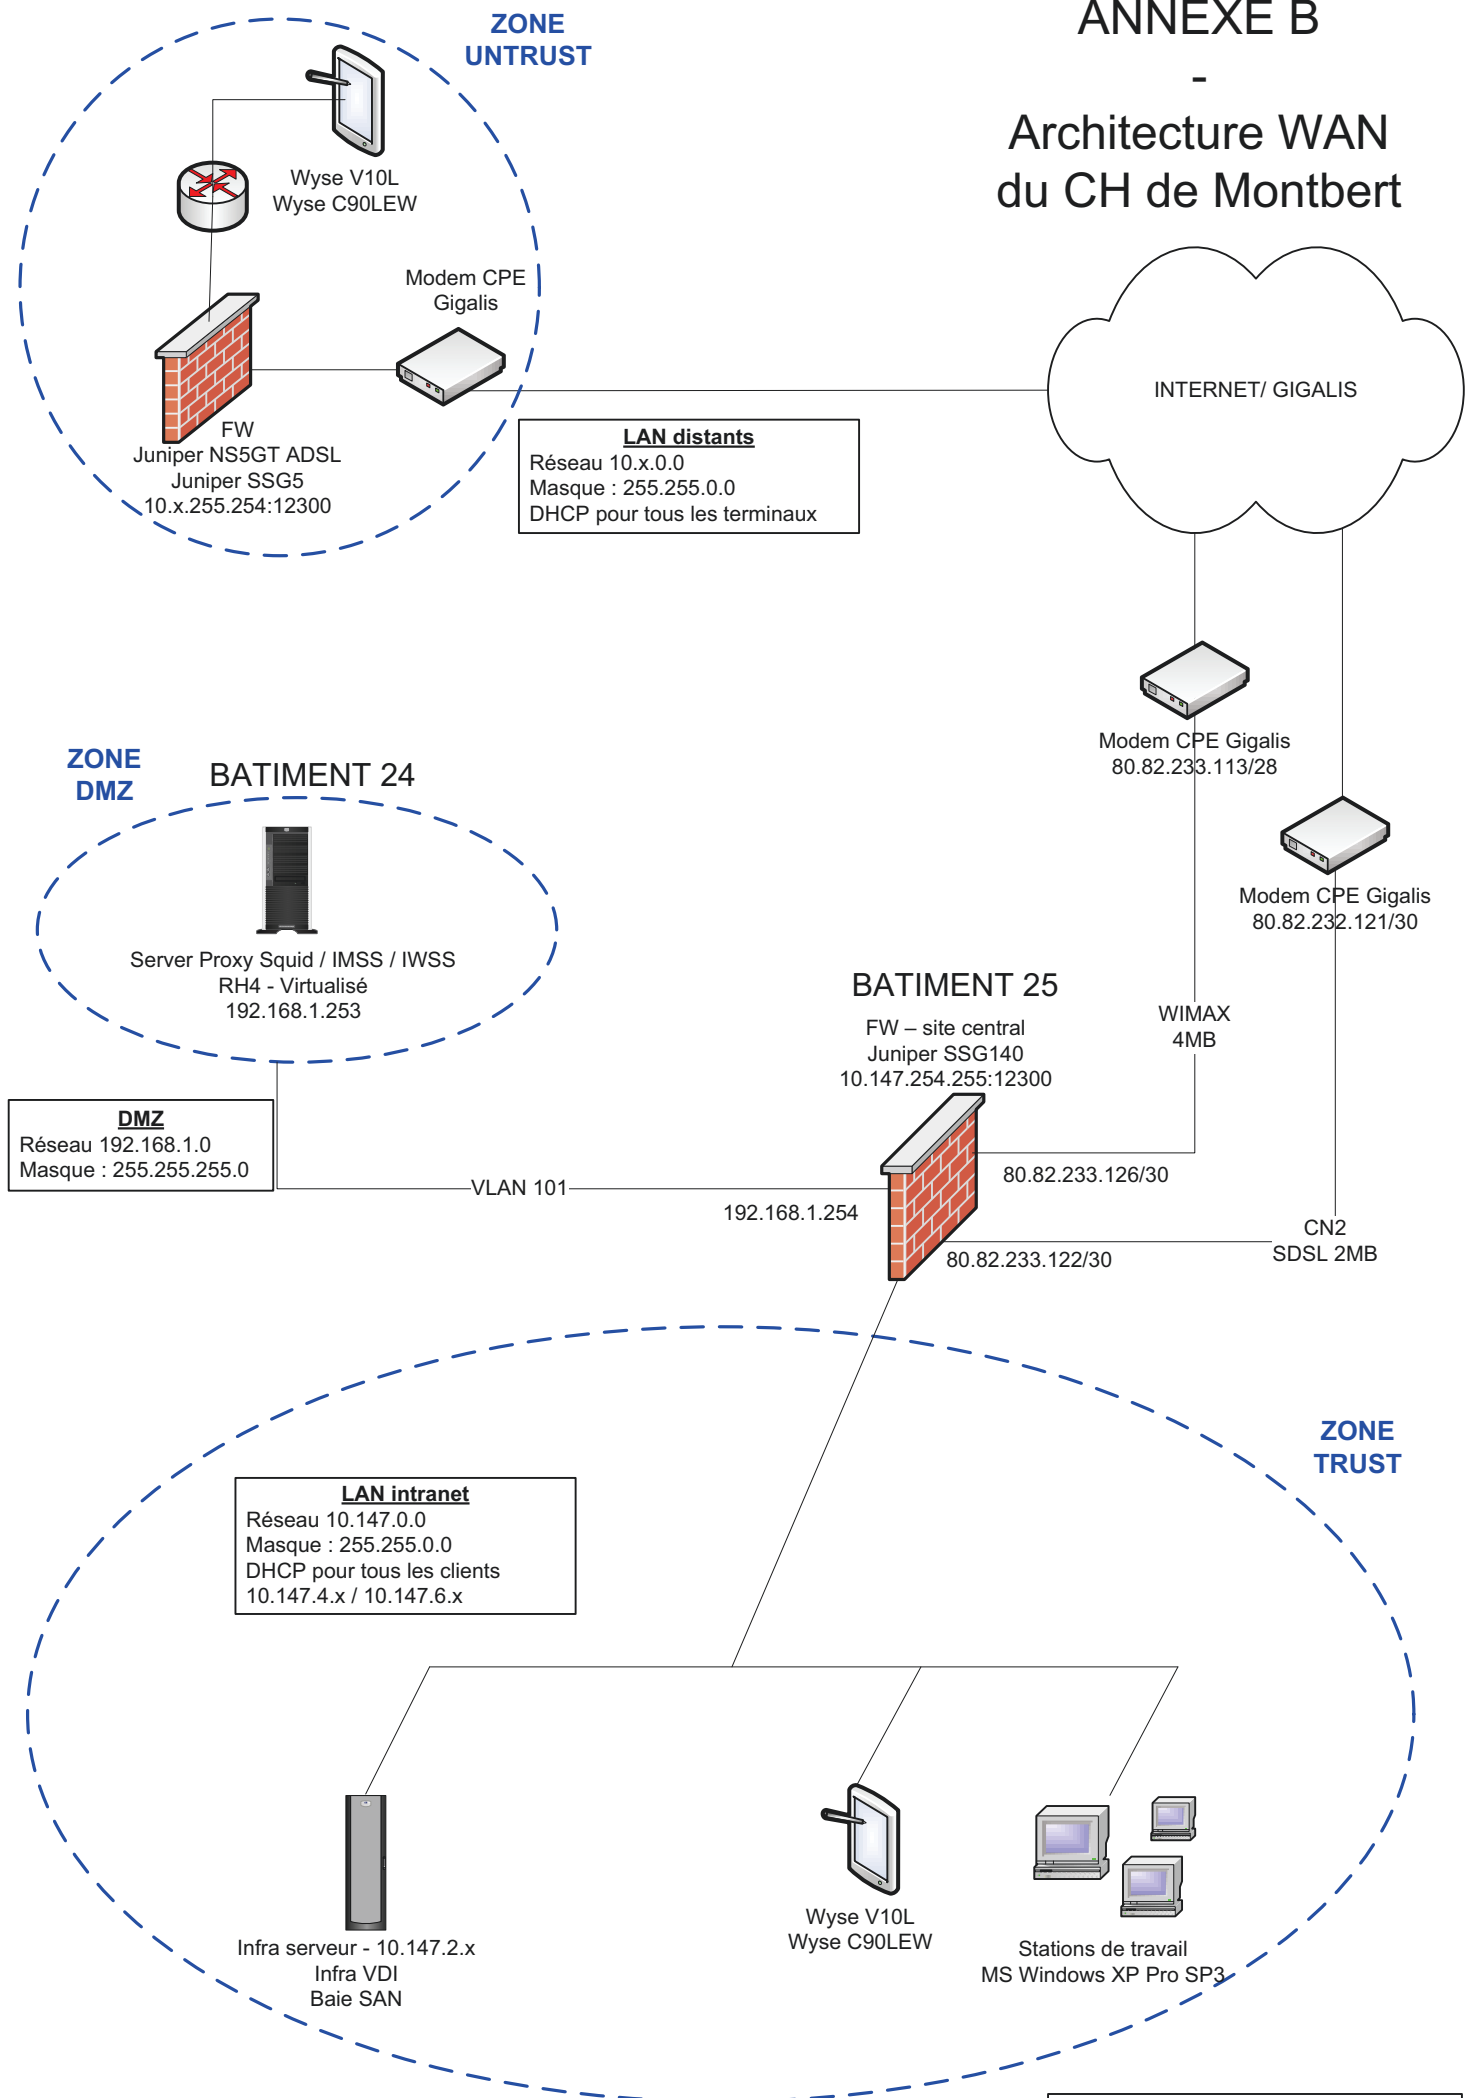 ANNEXE B
-
Architecture WAN
du CH de Montbert
ZONE
UNTRUST
Wyse V10L
Wyse C90LEW
Modem CPE
Gigalis
FW
Juniper NS5GT ADSL
Juniper SSG5
10.x.255.254:12300
LAN distants
Réseau 10.x.0.0
Masque : 255.255.0.0
DHCP pour tous les terminaux
INTERNET/ GIGALIS
Modem CPE Gigalis
80.82.233.113/28
Modem CPE Gigalis
80.82.232.121/30
ZONE
DMZ
BATIMENT 24
Server Proxy Squid / IMSS / IWSS
RH4 - Virtualisé
192.168.1.253
DMZ
Réseau 192.168.1.0
Masque : 255.255.255.0
VLAN 101
192.168.1.254
BATIMENT 25
FW – site central
Juniper SSG140
10.147.254.255:12300
WIMAX
4MB
80.82.233.126/30
80.82.233.122/30
CN2
SDSL 2MB
ZONE
TRUST
LAN intranet
Réseau 10.147.0.0
Masque : 255.255.0.0
DHCP pour tous les clients
10.147.4.x / 10.147.6.x
Infra serveur - 10.147.2.x
Infra VDI
Baie SAN
Wyse V10L
Wyse C90LEW
Stations de travail
MS Windows XP Pro SP3